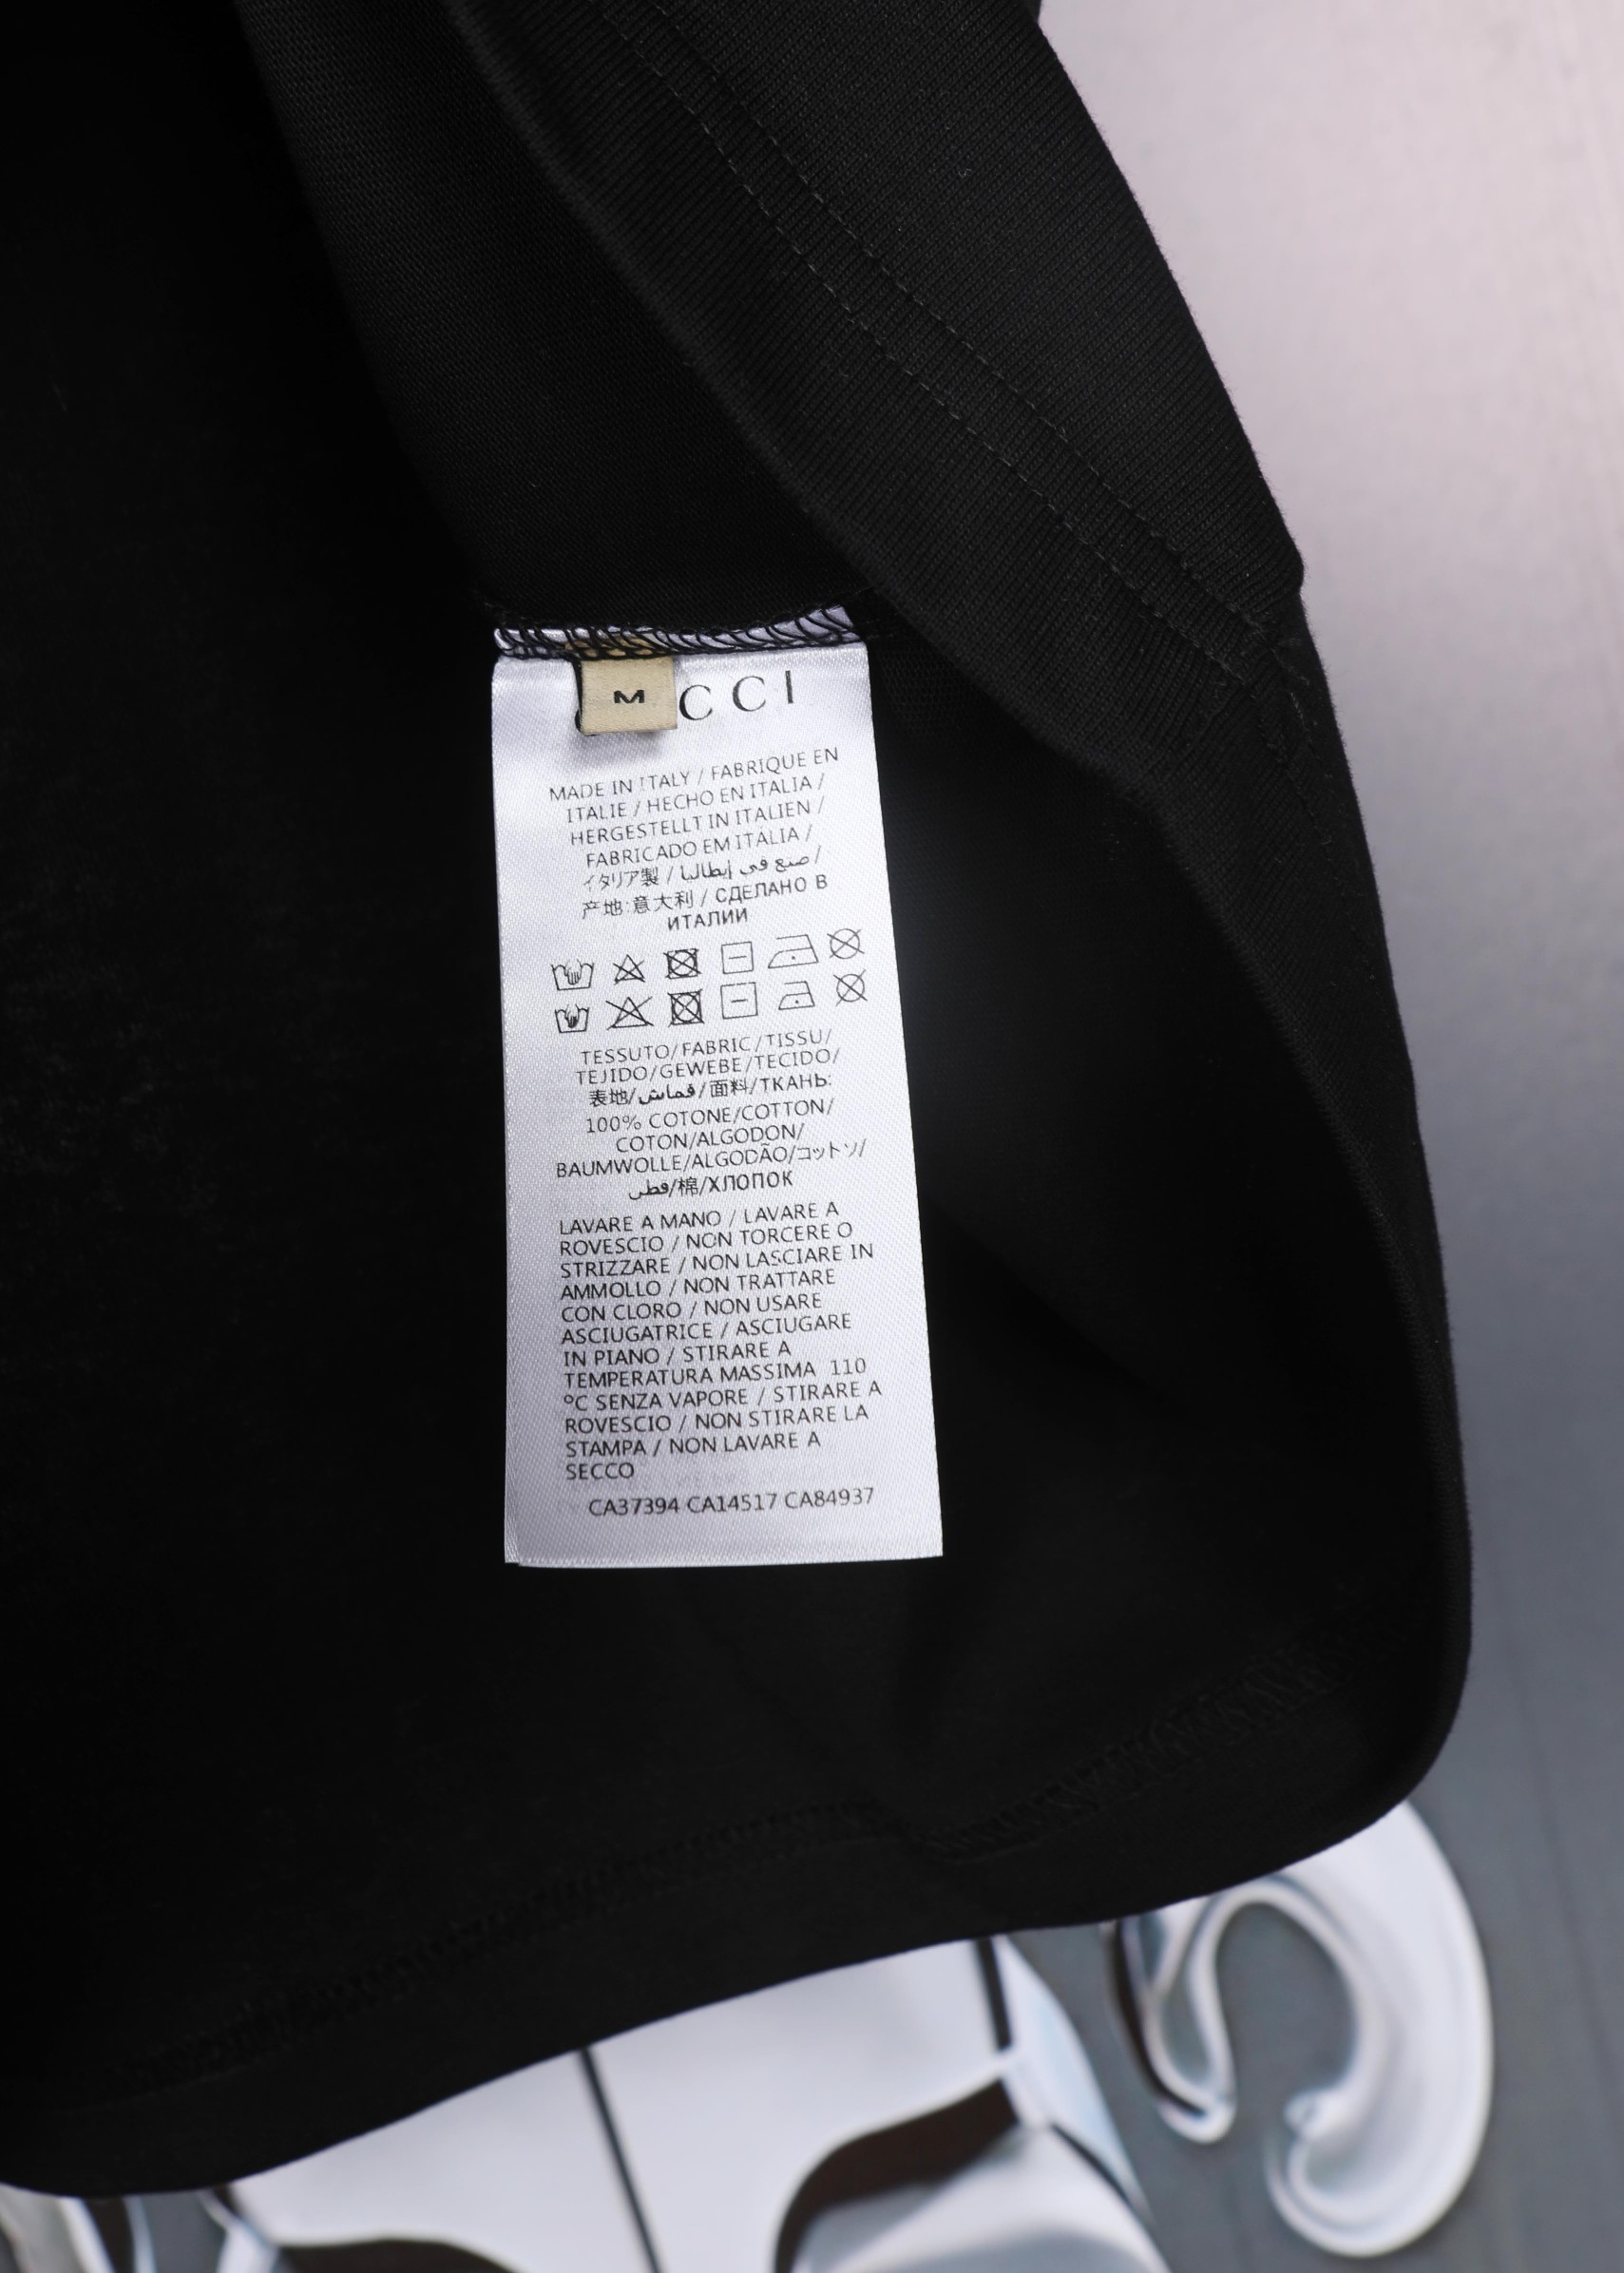 M
CCI
MADE IN ITALY / FABRIQUE EN
ITALIE / HECHO EN ITALIA /
HERGESTELLT IN ITALIEN /
FABRICADO EM ITALIA /
イタリア製 / صنع في إيطاليا /
产地:意大利 / СДЕЛАНО В
ИТАЛИИ
TESSUTO/FABRIC/TISSU/
TEJIDO/GEWEBE/TECIDO/
表地/قماش/面料/ТКАНЬ:
100% COTONE/COTTON/
COTON/ALGODON/
BAUMWOLLE/ALGODÃO/コットソ/
قطن/棉/ХЛОПОК
LAVARE A MANO / LAVARE A
ROVESCIO / NON TORCERE O
STRIZZARE / NON LASCIARE IN
AMMOLLO / NON TRATTARE
CON CLORO / NON USARE
ASCIUGATRICE / ASCIUGARE
IN PIANO / STIRARE A
TEMPERATURA MASSIMA 110
ºC SENZA VAPORE / STIRARE A
ROVESCIO / NON STIRARE LA
STAMPA / NON LAVARE A
SECCO
CA37394 CA14517 CA84937